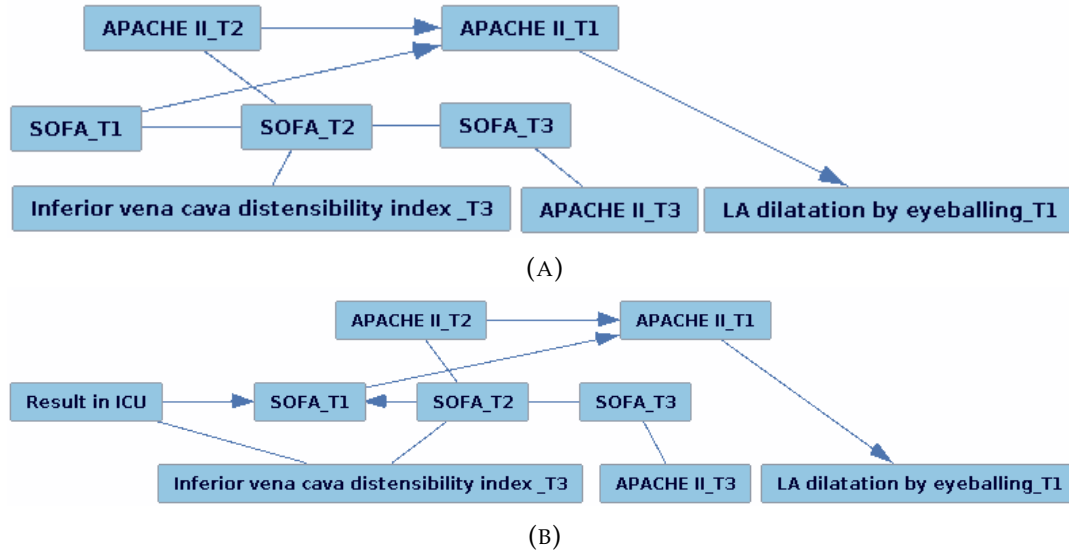 APACHE II_T2
APACHE II_T1
SOFA_T1
SOFA_T2
SOFA_T3
Inferior vena cava distensibility index _T3
APACHE II_T3
LA dilatation by eyeballing_T1
(A)
APACHE II_T2
APACHE II_T1
Result in ICU
SOFA_T1
SOFA_T2
SOFA_T3
Inferior vena cava distensibility index _T3
APACHE II_T3
LA dilatation by eyeballing_T1
(B)